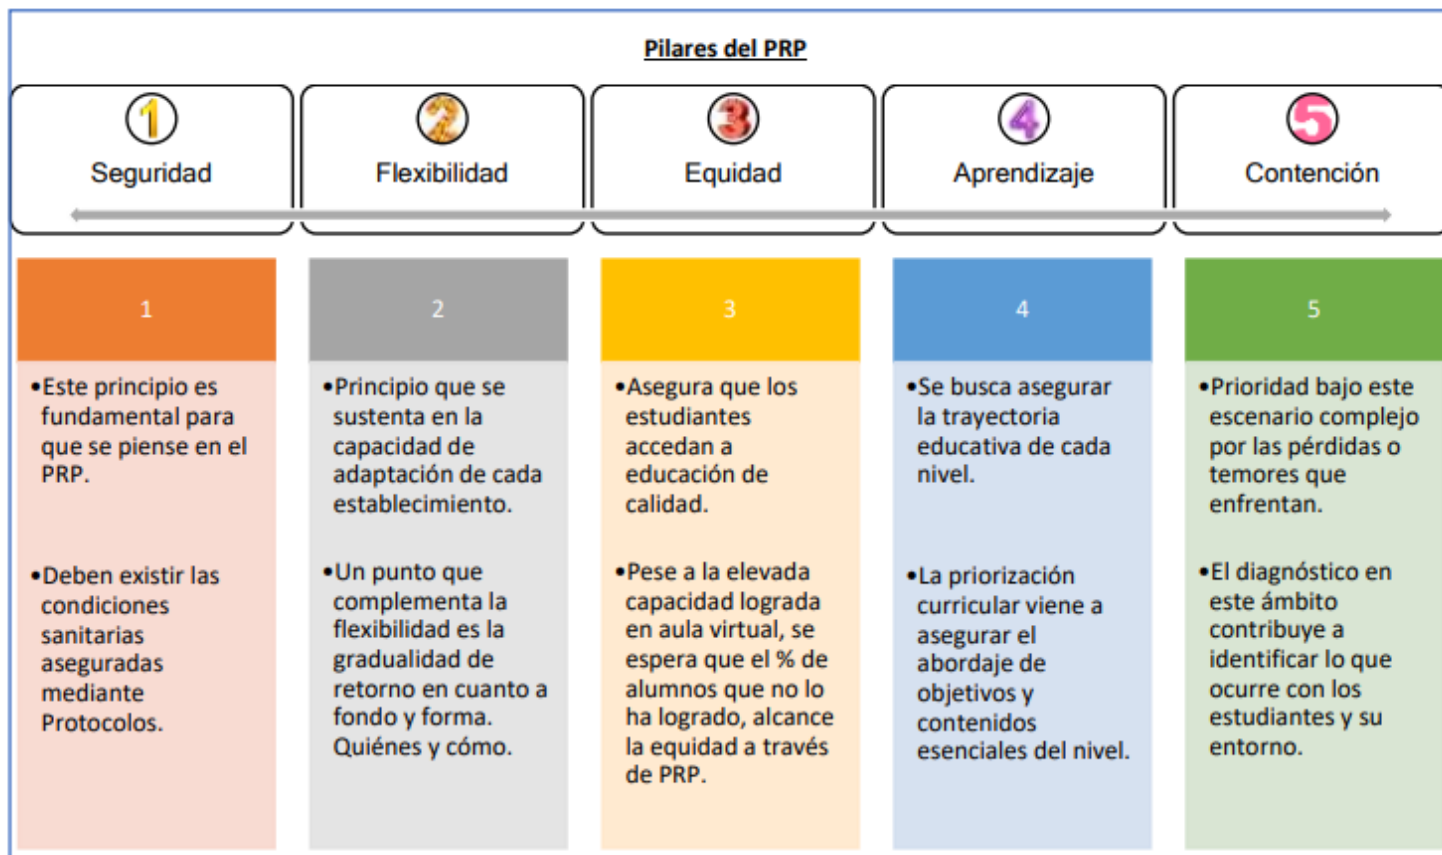 Pilares del PRP
1
Seguridad
2
Flexibilidad
3
Equidad
4
Aprendizaje
5
Contención
1
•Este principio es
fundamental para
que se piense en el
PRP.
•Deben existir las
condiciones
sanitarias
aseguradas
mediante
Protocolos.
2
•Principio que se
sustenta en la
capacidad de
adaptación de cada
establecimiento.
•Un punto que
complementa la
flexibilidad es la
gradualidad de
retorno en cuanto a
fondo y forma.
Quiénes y cómo.
3
•Asegura que los
estudiantes
accedan a
educación de
calidad.
•Pese a la elevada
capacidad lograda
en aula virtual, se
espera que el % de
alumnos que no lo
ha logrado, alcance
la equidad a través
de PRP.
4
•Se busca asegurar
la trayectoria
educativa de cada
nivel.
•La priorización
curricular viene a
asegurar el
abordaje de
objetivos y
contenidos
esenciales del nivel.
5
•Prioridad bajo este
escenario complejo
por las pérdidas o
temores que
enfrentan.
•El diagnóstico en
este ámbito
contribuye a
identificar lo que
ocurre con los
estudiantes y su
entorno.